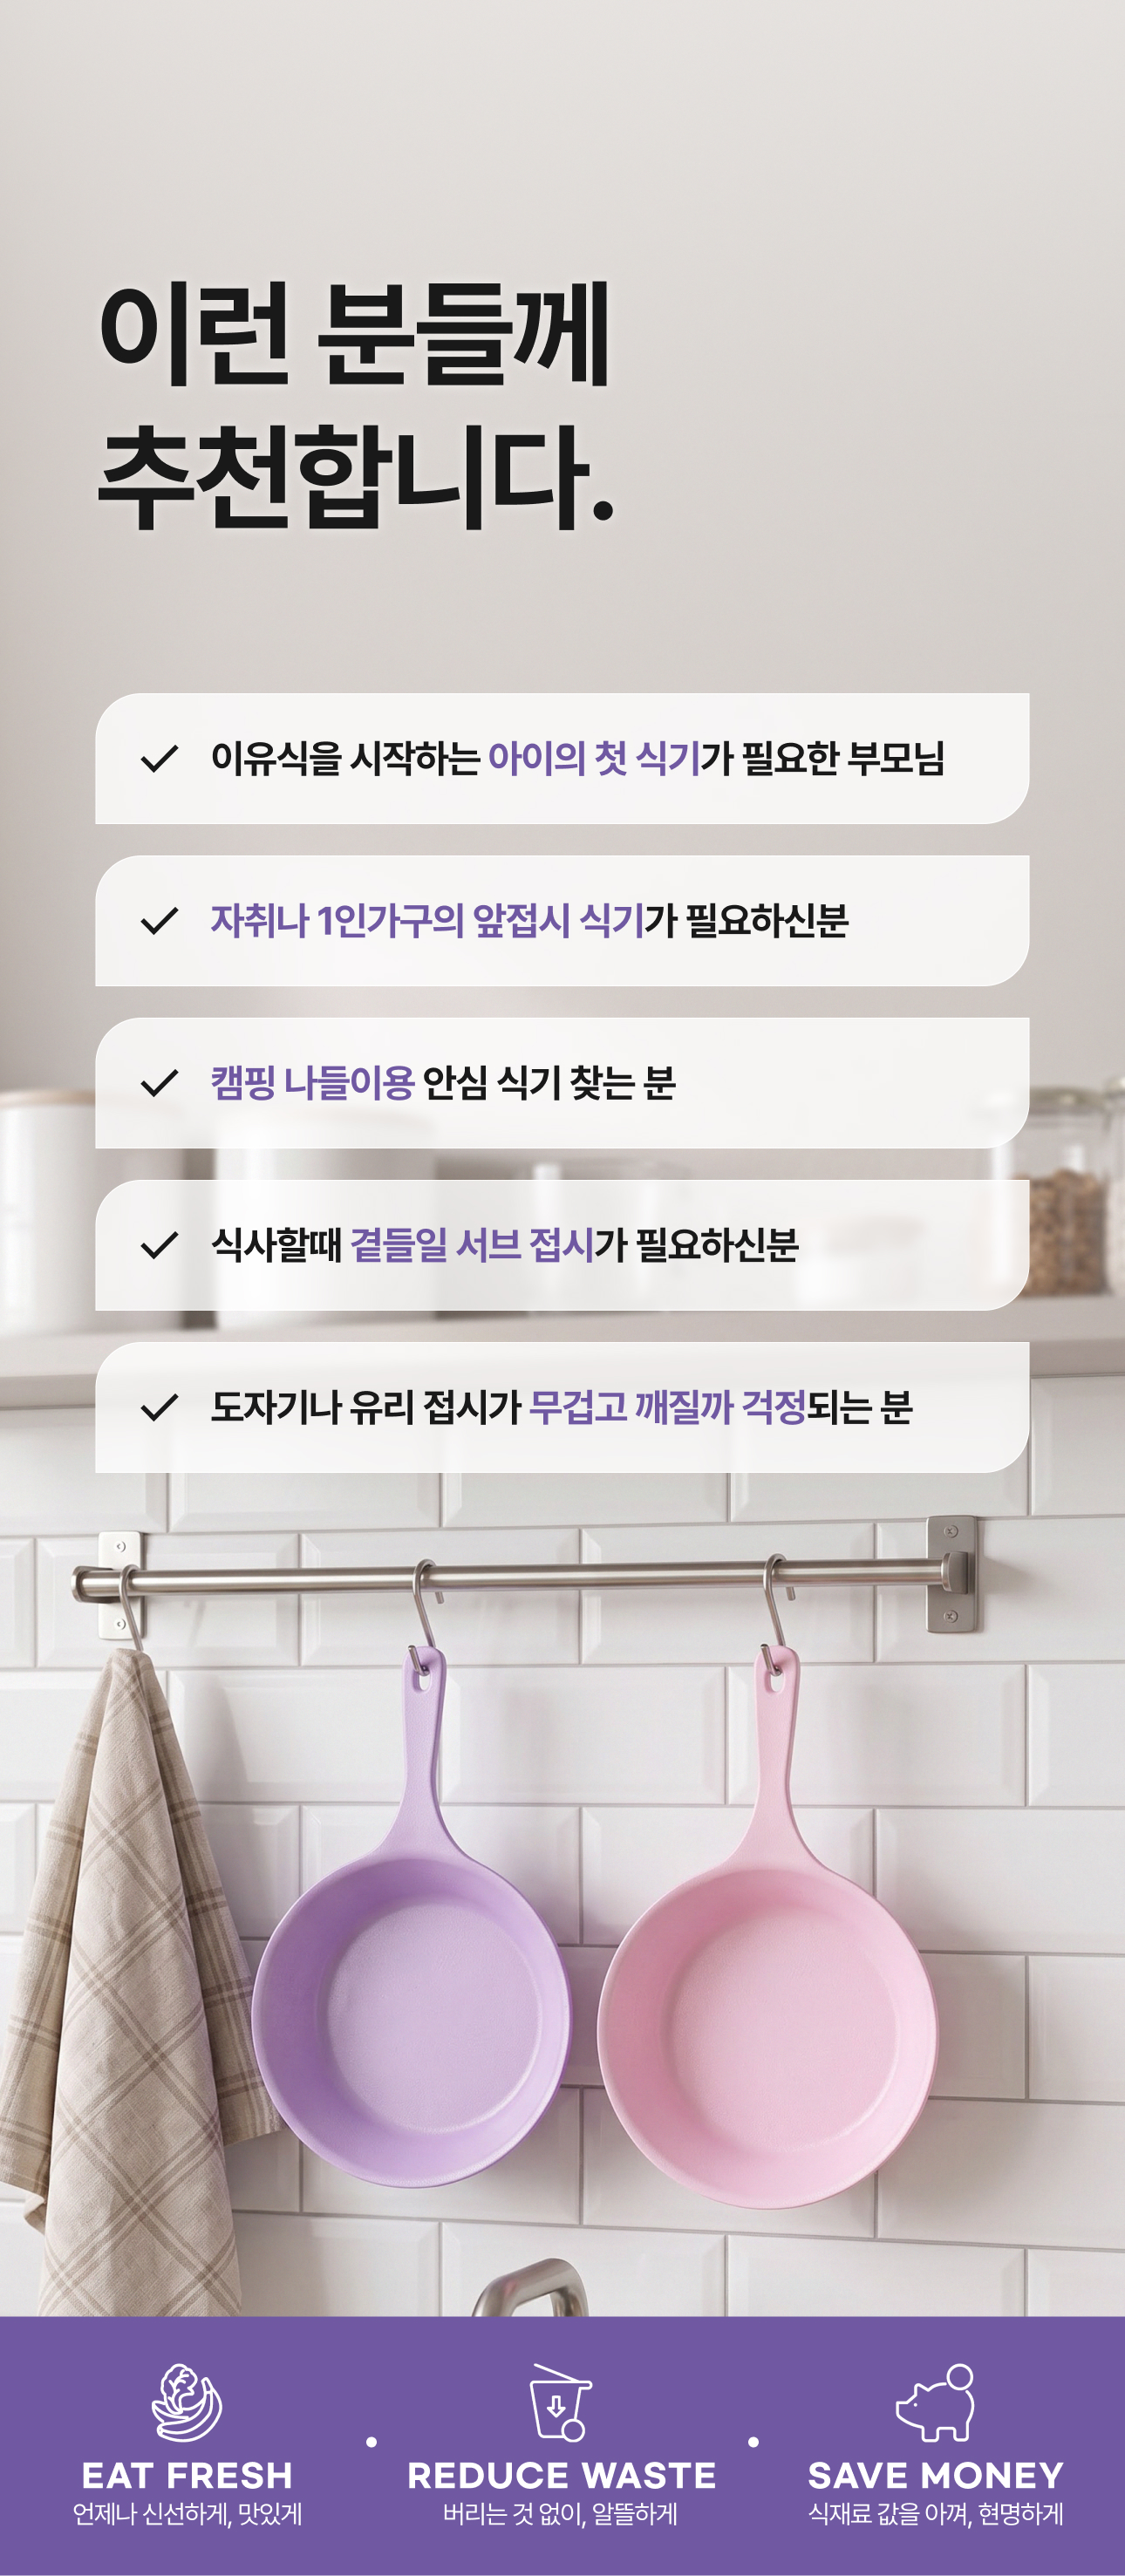 이런 분들께
추천합니다.
이유식을 시작하는 아이의 첫 식기가 필요한 부모님
자취나 1인가구의 앞접시 식기가 필요하신분
캠핑 나들이용 안심 식기 찾는 분
식사할때 곁들일 서브 접시가 필요하신분
도자기나 유리 접시가 무겁고 깨질까 걱정되는 분
EAT FRESH
언제나 신선하게, 맛있게
REDUCE WASTE
버리는 것 없이, 알뜰하게
SAVE MONEY
식재료 값을 아껴, 현명하게